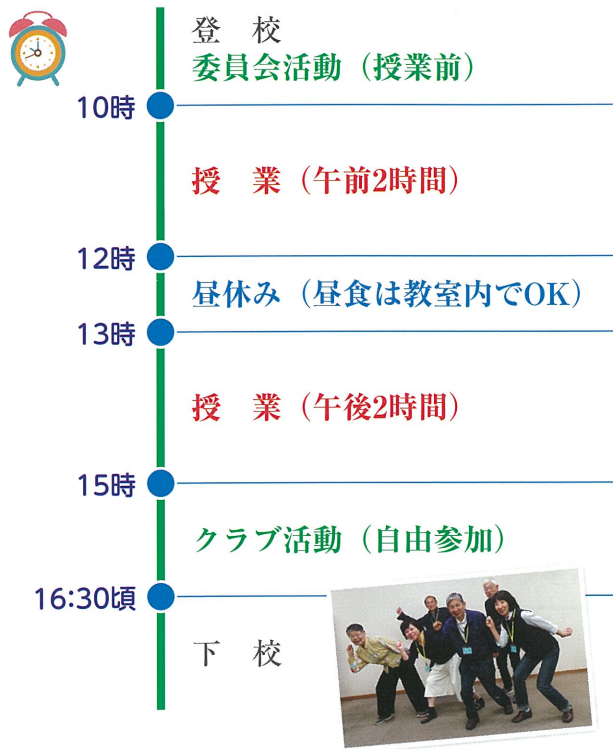 登　校
委員会活動（授業前）
10時
授　業（午前2時間）
12時
昼休み（昼食は教室内でOK）
13時
授　業（午後2時間）
15時
クラブ活動（自由参加）
16:30頃
下　校